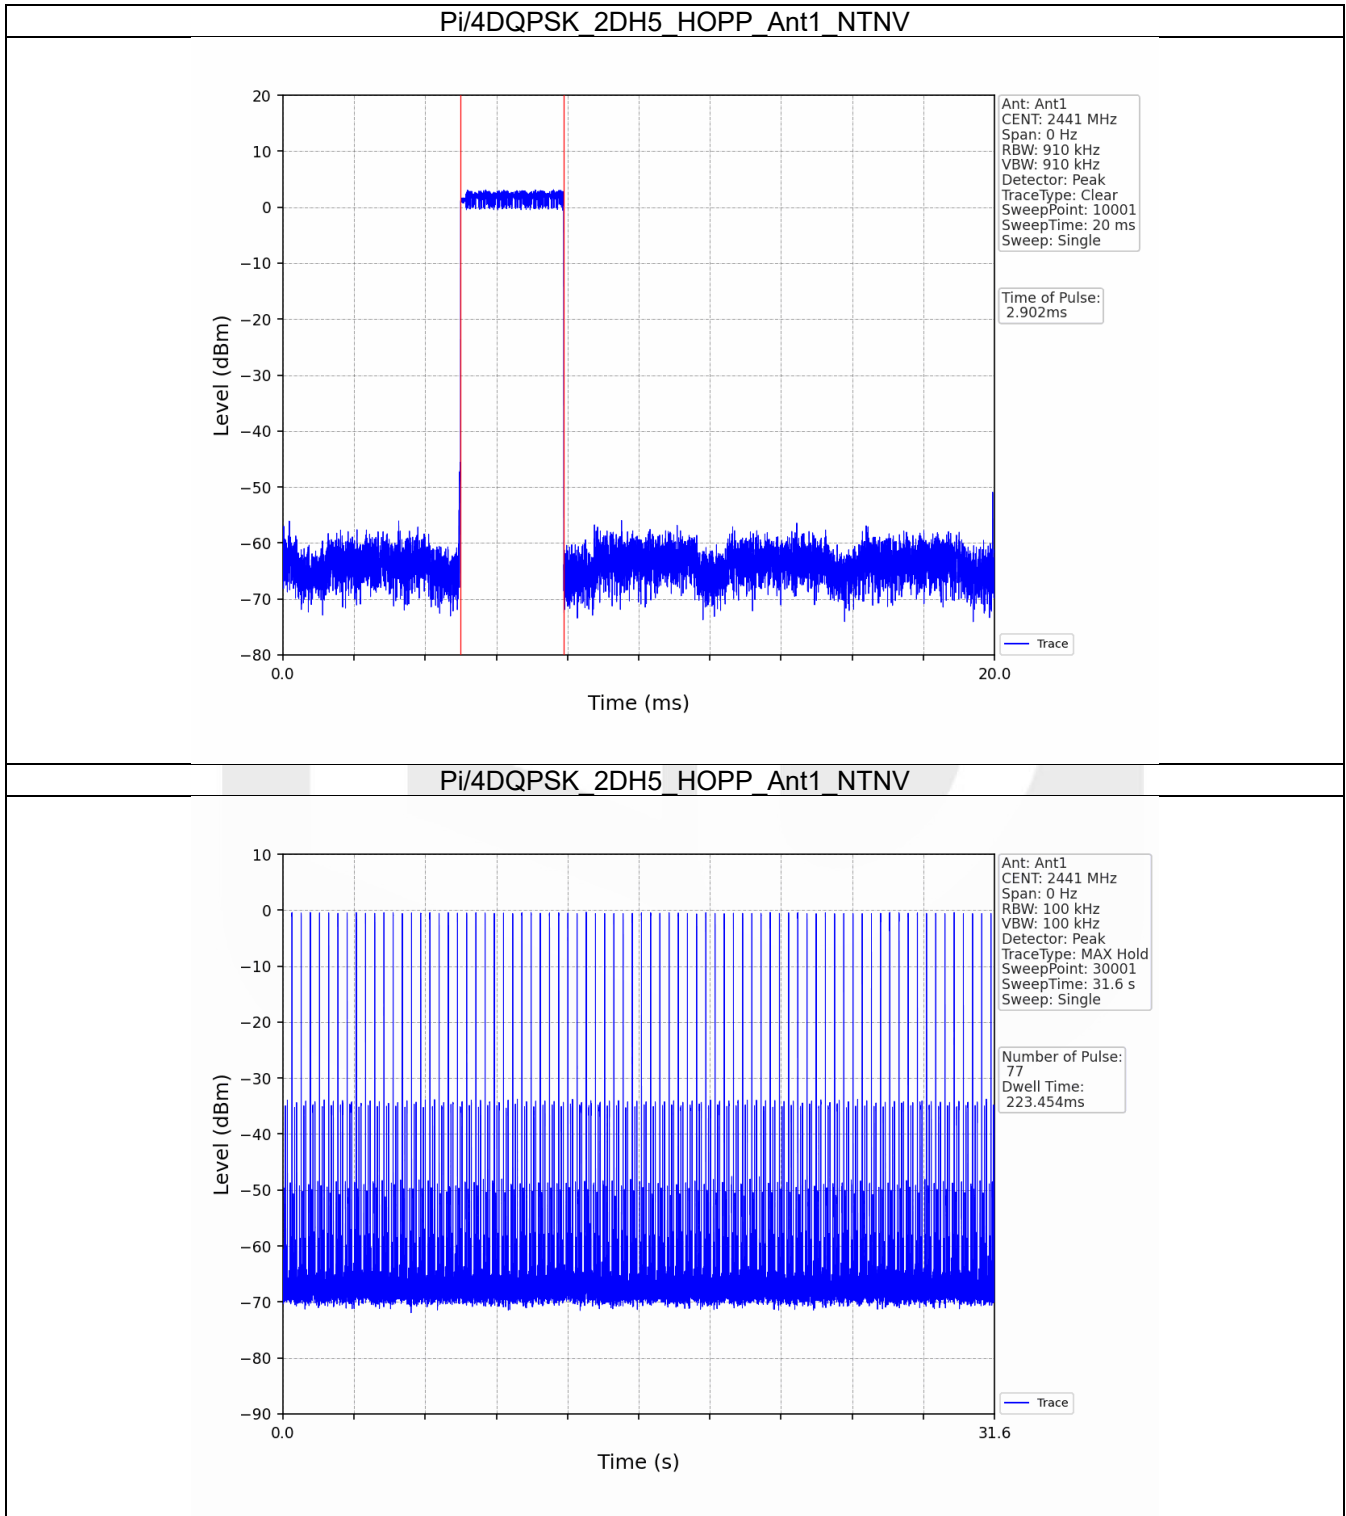 Pi/4DQPSK_2DH5_HOPP_Ant1_NTNV
20
10
0
−10
−20
−30
−40
−50
−60
−70
−80
Level (dBm)
0.0
20.0
Time (ms)
Ant: Ant1
CENT: 2441 MHz
Span: 0 Hz
RBW: 910 kHz
VBW: 910 kHz
Detector: Peak
TraceType: Clear
SweepPoint: 10001
SweepTime: 20 ms
Sweep: Single
Time of Pulse:
2.902ms
Trace
Pi/4DQPSK_2DH5_HOPP_Ant1_NTNV
10
0
−10
−20
−30
−40
−50
−60
−70
−80
−90
Level (dBm)
0.0
31.6
Time (s)
Ant: Ant1
CENT: 2441 MHz
Span: 0 Hz
RBW: 100 kHz
VBW: 100 kHz
Detector: Peak
TraceType: MAX Hold
SweepPoint: 30001
SweepTime: 31.6 s
Sweep: Single
Number of Pulse:
77
Dwell Time:
223.454ms
Trace